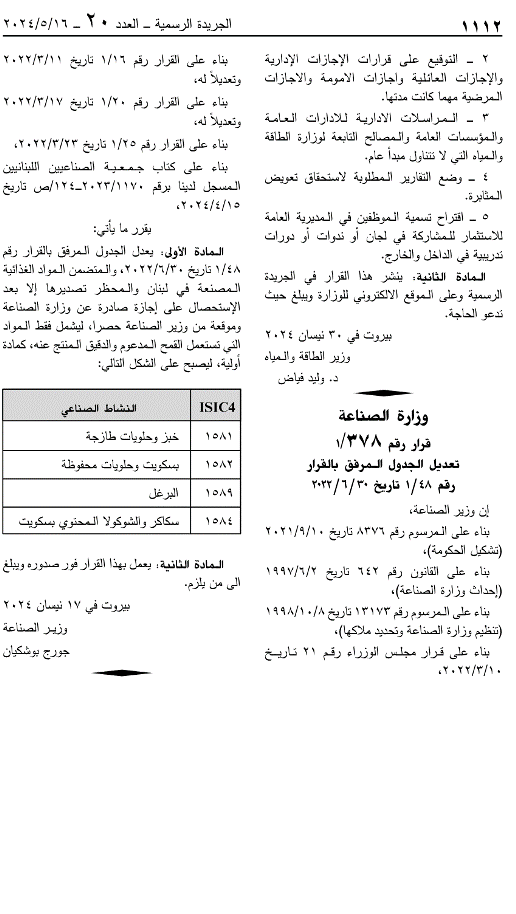 ١١١٢
الجريدة الرسمية ـ العدد ٢٠ ـ ٢٠٢٤/٥/١٦
٢ ـ التوقيع على قرارات الإجازات الإدارية
والإجازات العائلية واجازات الامومة والاجازات
المرضية مهما كانت مدتها.
٣ ـ المراسلات الادارية للادارات العامة
والمؤسسات العامة والمصالح التابعة لوزارة الطاقة
والمياه التي لا تتناول مبدأ عام.
٤ ـ وضع التقارير المطلوبة لاستحقاق تعويض
المثابرة.
٥ ـ اقتراح تسمية الموظفين في المديرية العامة
للاستثمار للمشاركة في لجان أو ندوات أو دورات
تدريبية في الداخل والخارج.
المادة الثانية: ينشر هذا القرار في الجريدة
الرسمية وعلى الموقع الالكتروني للوزارة ويبلغ حيث
تدعو الحاجة.
بيروت في ٣٠ نيسان ٢٠٢٤
وزير الطاقة والمياه
د. وليد فياض
وزارة الصناعة
قرار رقم ١/٣٧٨
تعديل الجدول المرفق بالقرار
رقم ١/٤٨ تاريخ ٢٠٢٢/٦/٣٠
إن وزير الصناعة،
بناء على المرسوم رقم ٨٣٧٦ تاريخ ٢٠٢١/٩/١٠
(تشكيل الحكومة)،
بناء على القانون رقم ٦٤٢ تاريخ ١٩٩٧/٦/٢
(إحداث وزارة الصناعة)،
بناء على المرسوم رقم ١٣١٧٣ تاريخ ١٩٩٨/١٠/٨
(تنظيم وزارة الصناعة وتحديد ملاكها)،
بناء على قرار مجلس الوزراء رقم ٢١ تاريخ
٢٠٢٢/٣/١٠،
بناء على القرار رقم ١/١٦ تاريخ ٢٠٢٢/٣/١١
وتعديلاً له،
بناء على القرار رقم ١/٢٠ تاريخ ٢٠٢٢/٣/١٧
وتعديلاً له،
بناء على القرار رقم ١/٢٥ تاريخ ٢٠٢٢/٣/٢٣،
بناء على كتاب جمعية الصناعيين اللبنانيين
المسجل لدينا برقم ٢٠٢٣/١١٧٠ـ١٢٤/ص تاريخ
٢٠٢٤/٤/١٥،
يقرر ما يأتي:
المادة الأولى: يعدل الجدول المرفق بالقرار رقم
١/٤٨ تاريخ ٢٠٢٢/٦/٣٠، والمتضمن المواد الغذائية
المصنعة في لبنان والمحظر تصديرها إلا بعد
الإستحصال على إجازة صادرة عن وزارة الصناعة
وموقعة من وزير الصناعة حصرا، ليشمل فقط المواد
التي تستعمل القمح المدعوم والدقيق المنتج عنه، كمادة
أولية، ليصبح على الشكل التالي:
ISIC4 النشاط الصناعي
١٥٨١ خبز وحلويات طازجة
١٥٨٢ بسكويت وحلويات محفوظة
١٥٨٩ البرغل
١٥٨٤ سكاكر والشوكولا المحتوي بسكويت
المادة الثانية: يعمل بهذا القرار فور صدوره ويبلغ
الى من يلزم.
بيروت في ١٧ نيسان ٢٠٢٤
وزير الصناعة
جورج بوشكيان